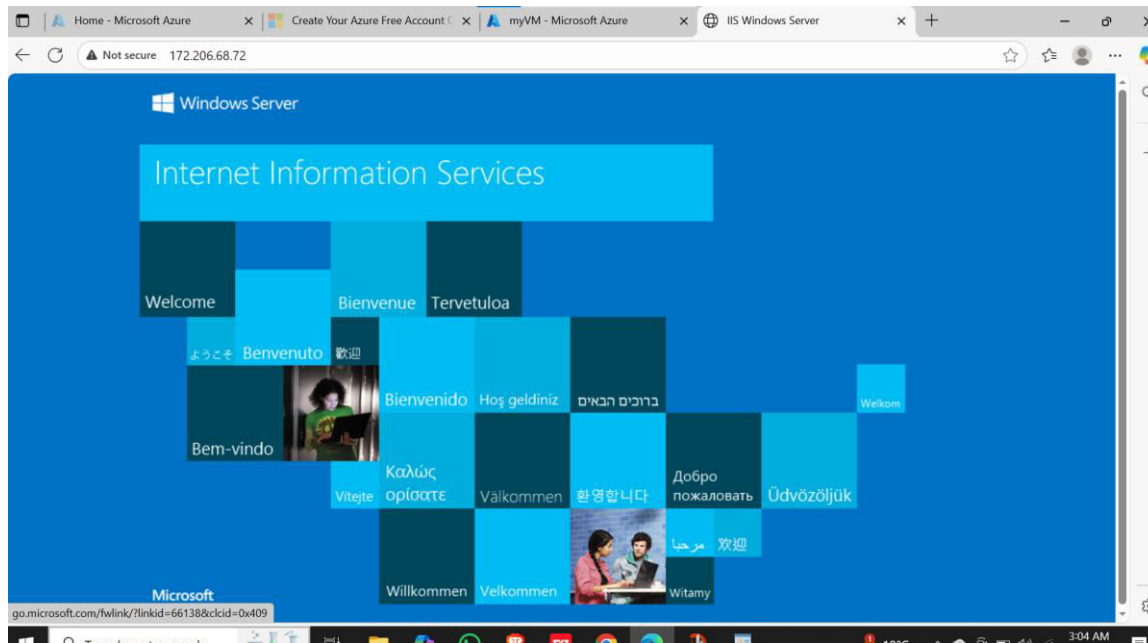 Home - Microsoft Azure
Create Your Azure Free Account
myVM - Microsoft Azure
IIS Windows Server
Not secure 172.206.68.72
Windows Server
Internet Information Services
Welcome
Bienvenue
Tervetuloa
ようこそ
Benvenuto
歡迎
Bienvenido
Hoş geldiniz
ברוכים הבאים
Welkom
Bem-vindo
Vítejte
Καλώς
ορίσατε
Välkommen
환영합니다
Добро
пожаловать
Üdvözöljük
مرحبا
欢迎
Microsoft
Willkommen
Velkommen
Witamy
go.microsoft.com/fwlink/?linkid=66138&clcid=0x409
3:04 AM